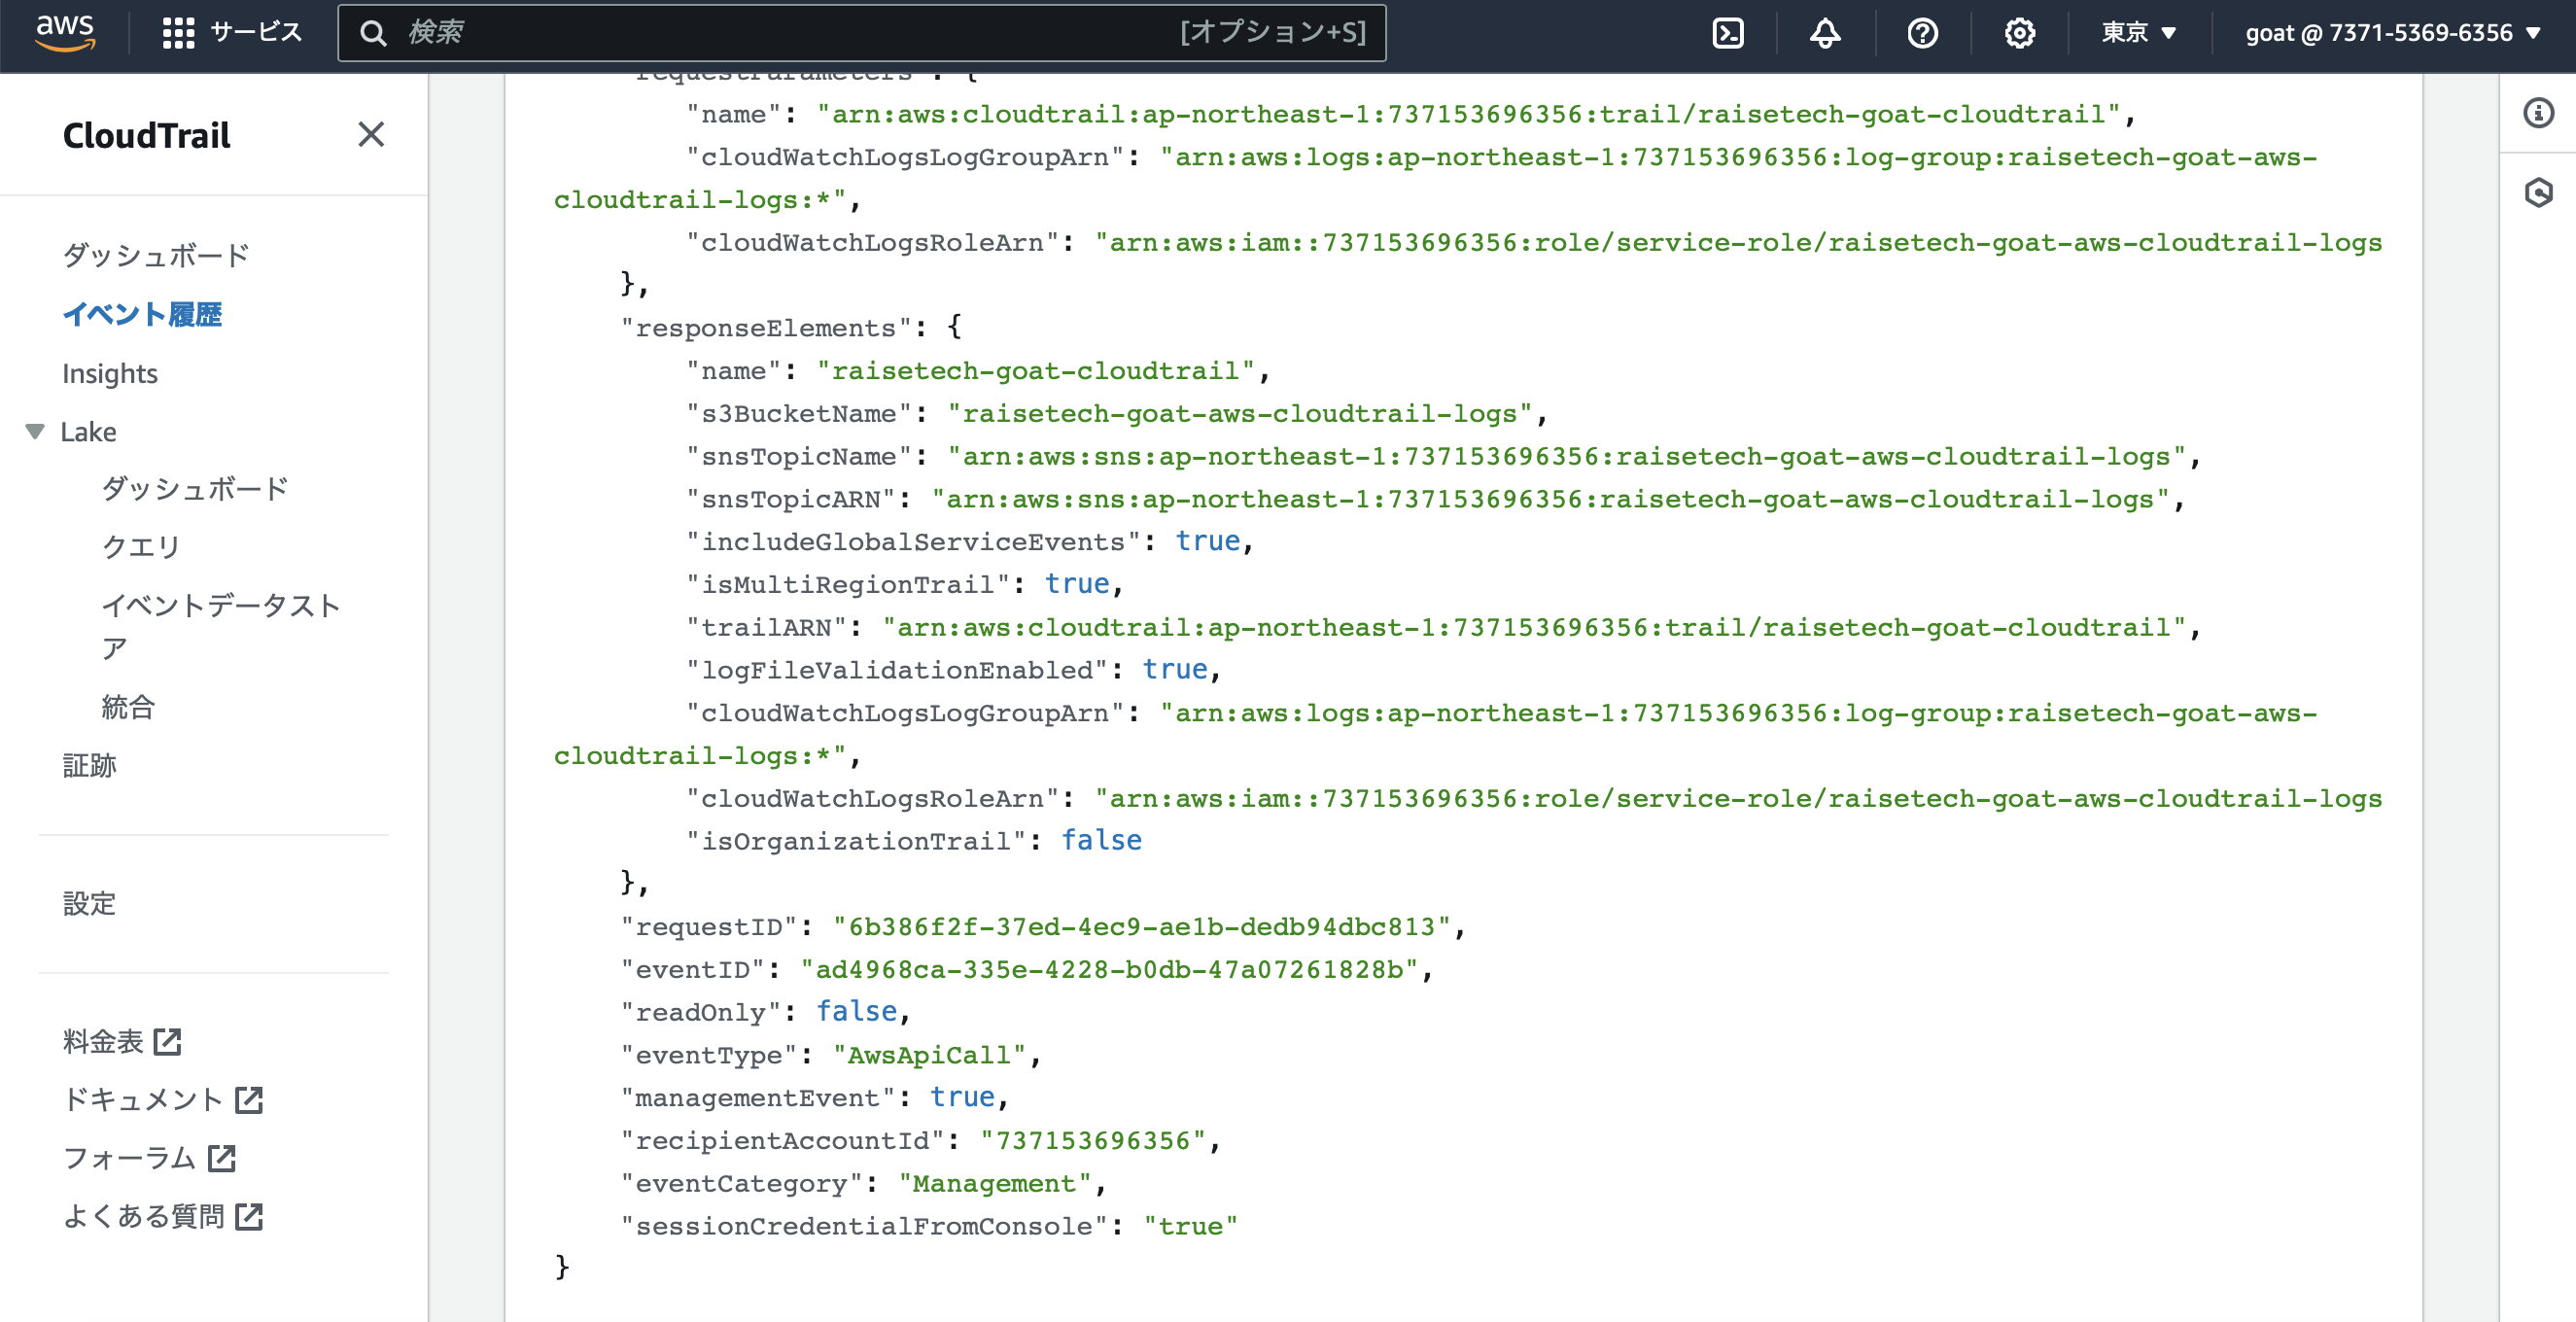 aws
サービス
検索
[オプション+S]
東京
goat @ 7371-5369-6356
CloudTrail
ダッシュボード
イベント履歴
Insights
Lake
ダッシュボード
クエリ
イベントデータスト
ア
統合
証跡
設定
料金表
ドキュメント
フォーラム
よくある質問
"requestParameters": {
"name": "arn:aws:cloudtrail:ap-northeast-1:737153696356:trail/raisetech-goat-cloudtrail",
"cloudWatchLogsLogGroupArn": "arn:aws:logs:ap-northeast-1:737153696356:log-group:raisetech-goat-aws-
cloudtrail-logs:*",
"cloudWatchLogsRoleArn": "arn:aws:iam::737153696356:role/service-role/raisetech-goat-aws-cloudtrail-logs
},
"responseElements": {
"name": "raisetech-goat-cloudtrail",
"s3BucketName": "raisetech-goat-aws-cloudtrail-logs",
"snsTopicName": "arn:aws:sns:ap-northeast-1:737153696356:raisetech-goat-aws-cloudtrail-logs",
"snsTopicARN": "arn:aws:sns:ap-northeast-1:737153696356:raisetech-goat-aws-cloudtrail-logs",
"includeGlobalServiceEvents": true,
"isMultiRegionTrail": true,
"trailARN": "arn:aws:cloudtrail:ap-northeast-1:737153696356:trail/raisetech-goat-cloudtrail",
"logFileValidationEnabled": true,
"cloudWatchLogsLogGroupArn": "arn:aws:logs:ap-northeast-1:737153696356:log-group:raisetech-goat-aws-
cloudtrail-logs:*",
"cloudWatchLogsRoleArn": "arn:aws:iam::737153696356:role/service-role/raisetech-goat-aws-cloudtrail-logs
"isOrganizationTrail": false
},
"requestID": "6b386f2f-37ed-4ec9-ae1b-dedb94dbc813",
"eventID": "ad4968ca-335e-4228-b0db-47a07261828b",
"readOnly": false,
"eventType": "AwsApiCall",
"managementEvent": true,
"recipientAccountId": "737153696356",
"eventCategory": "Management",
"sessionCredentialFromConsole": "true"
}